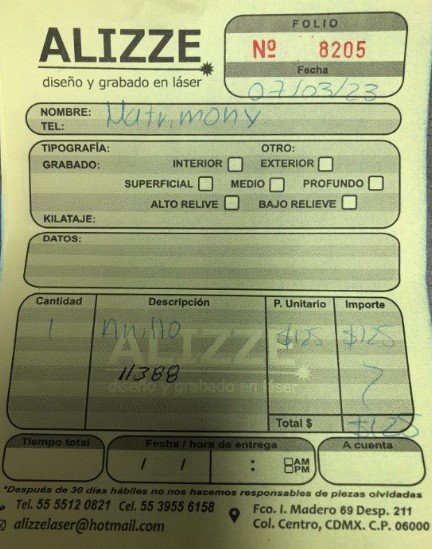 ALIZZE
diseño y grabado en láser
FOLIO
Nº 8205
Fecha
07/03/23
NOMBRE: Matrimony
TEL:
TIPOGRAFÍA: OTRO:
GRABADO: INTERIOR EXTERIOR
SUPERFICIAL MEDIO PROFUNDO
ALTO RELIVE BAJO RELIEVE
KILATAJE:
DATOS:
Cantidad Descripción P. Unitario Importe
1 Anillo $125 $125
ALIZZE
11388
Total $ $125
Tiempo total Fecha / hora de entrega A cuenta
/ / : AM
PM
*Después de 30 días hábiles no nos hacemos responsables de piezas olvidadas
Tel. 55 5512 0821 Cel. 55 3955 6158
alizzelaser@hotmail.com
Fco. I. Madero 69 Desp. 211
Col. Centro, CDMX. C.P. 06000